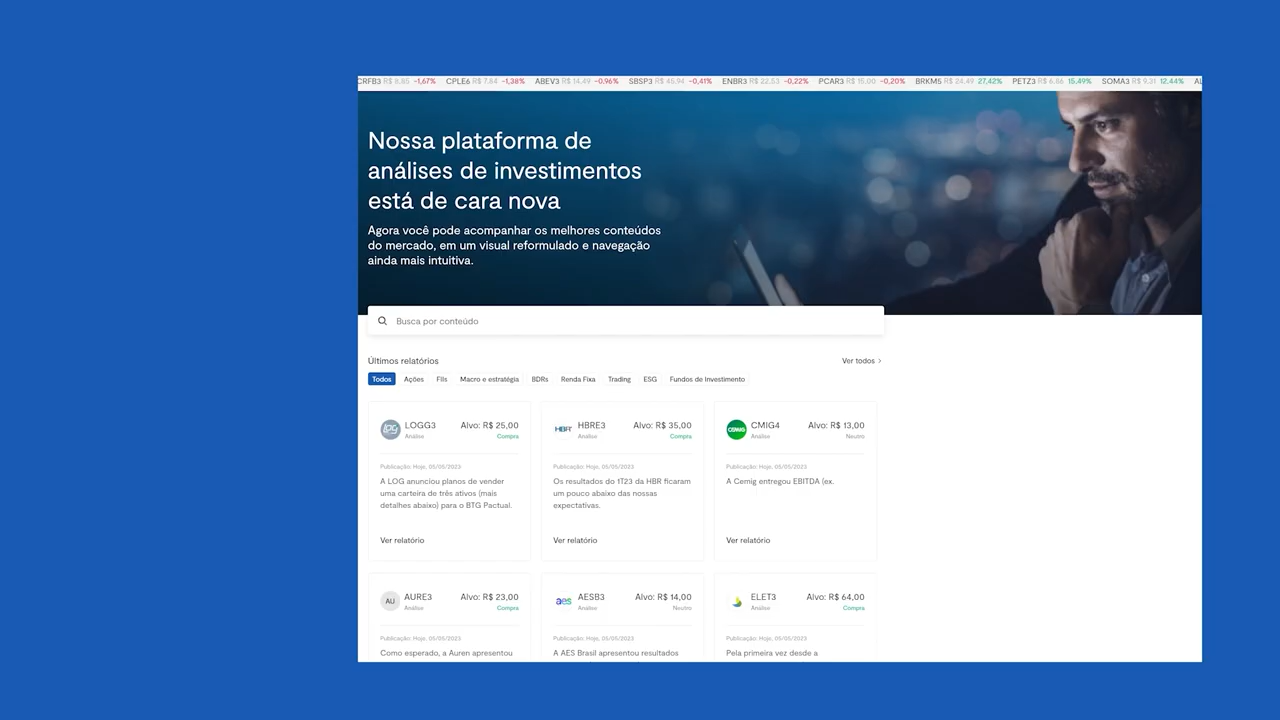 CRFB3 R$ 8,85 -1,67% CPLE6 R$ 7,84 -1,38% ABEV3 R$ 14,49 -0,96% SBSP3 R$ 45,94 -0,41% ENBR3 R$ 22,53 -0,22% PCAR3 R$ 15,00 -0,20% BRKM5 R$ 24,49 27,42% PETZ3 R$ 6,66 15,49% SOMA3 R$ 9,31 12,44%
Nossa plataforma de
análises de investimentos
está de cara nova
Agora você pode acompanhar os melhores conteúdos
do mercado, em um visual reformulado e navegação
ainda mais intuitiva.
Busca por conteúdo
Últimos relatórios Ver todos >
Todos Ações FIIs Macro e estratégia BDRs Renda Fixa Trading ESG Fundos de Investimento
LOG LOGG3 Alvo: R$ 25,00
Análise Compra
Publicação: Hoje, 05/05/2023
A LOG anunciou planos de vender
uma carteira de três ativos (mais
detalhes abaixo) para o BTG Pactual.
Ver relatório
HBR HBRE3 Alvo: R$ 35,00
Análise Compra
Publicação: Hoje, 05/05/2023
Os resultados do 1T23 da HBR ficaram
um pouco abaixo das nossas
expectativas.
Ver relatório
CEMIG CMIG4 Alvo: R$ 13,00
Análise Neutro
Publicação: Hoje, 05/05/2023
A Cemig entregou EBITDA (ex.
Ver relatório
AU AURE3 Alvo: R$ 23,00
Análise Compra
Publicação: Hoje, 05/05/2023
Como esperado, a Auren apresentou
aes AESB3 Alvo: R$ 14,00
Análise Neutro
Publicação: Hoje, 05/05/2023
A AES Brasil apresentou resultados
ELET3 Alvo: R$ 64,00
Análise Compra
Publicação: Hoje, 05/05/2023
Pela primeira vez desde a